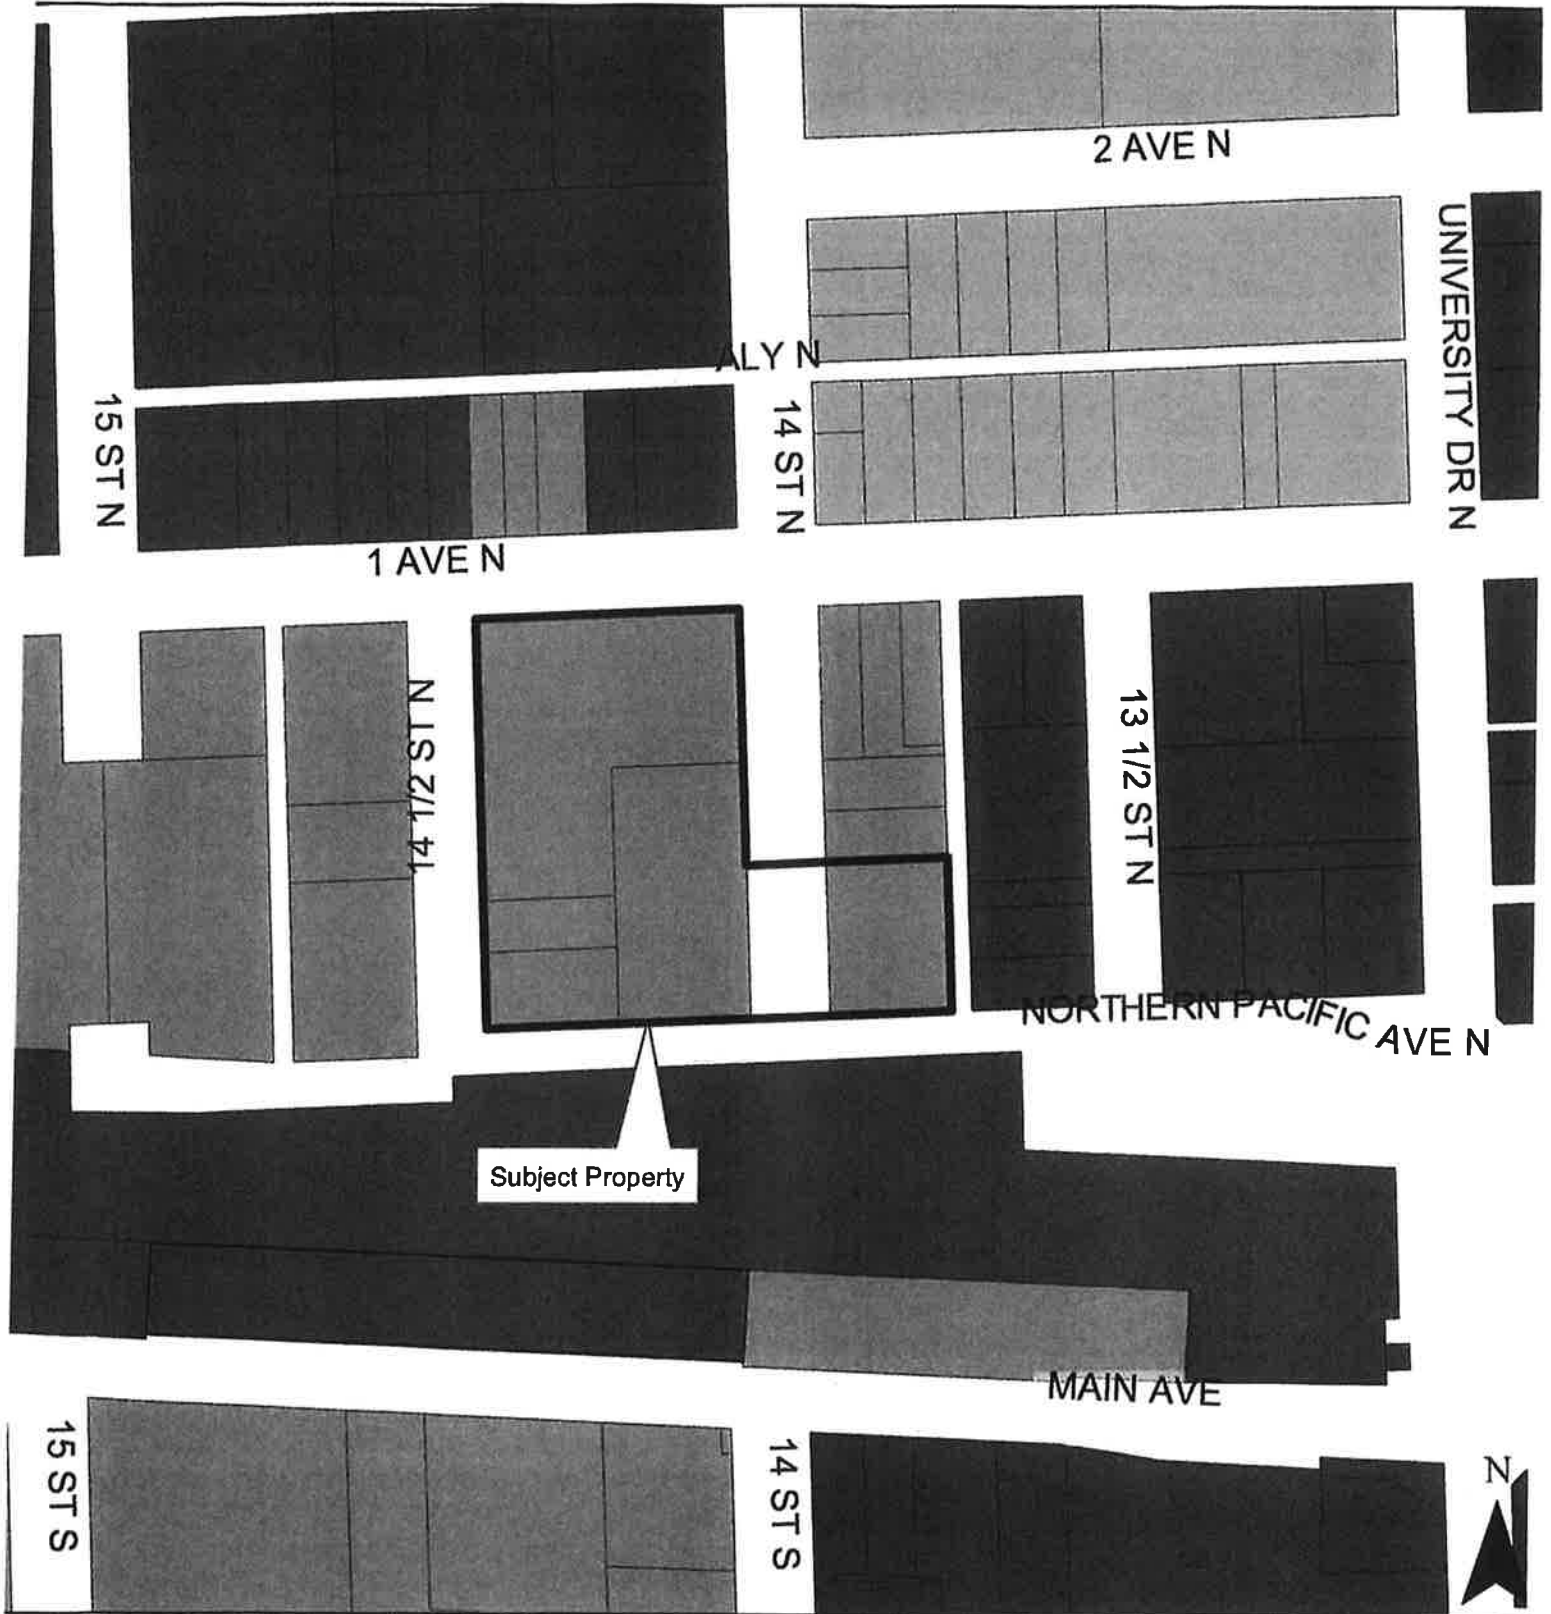 2 AVE N
UNIVERSITY DR N
ALY N
15 ST N
14 ST N
1 AVE N
14 1/2 ST N
13 1/2 ST N
NORTHERN PACIFIC AVE N
Subject Property
MAIN AVE
15 ST S
14 ST S
N